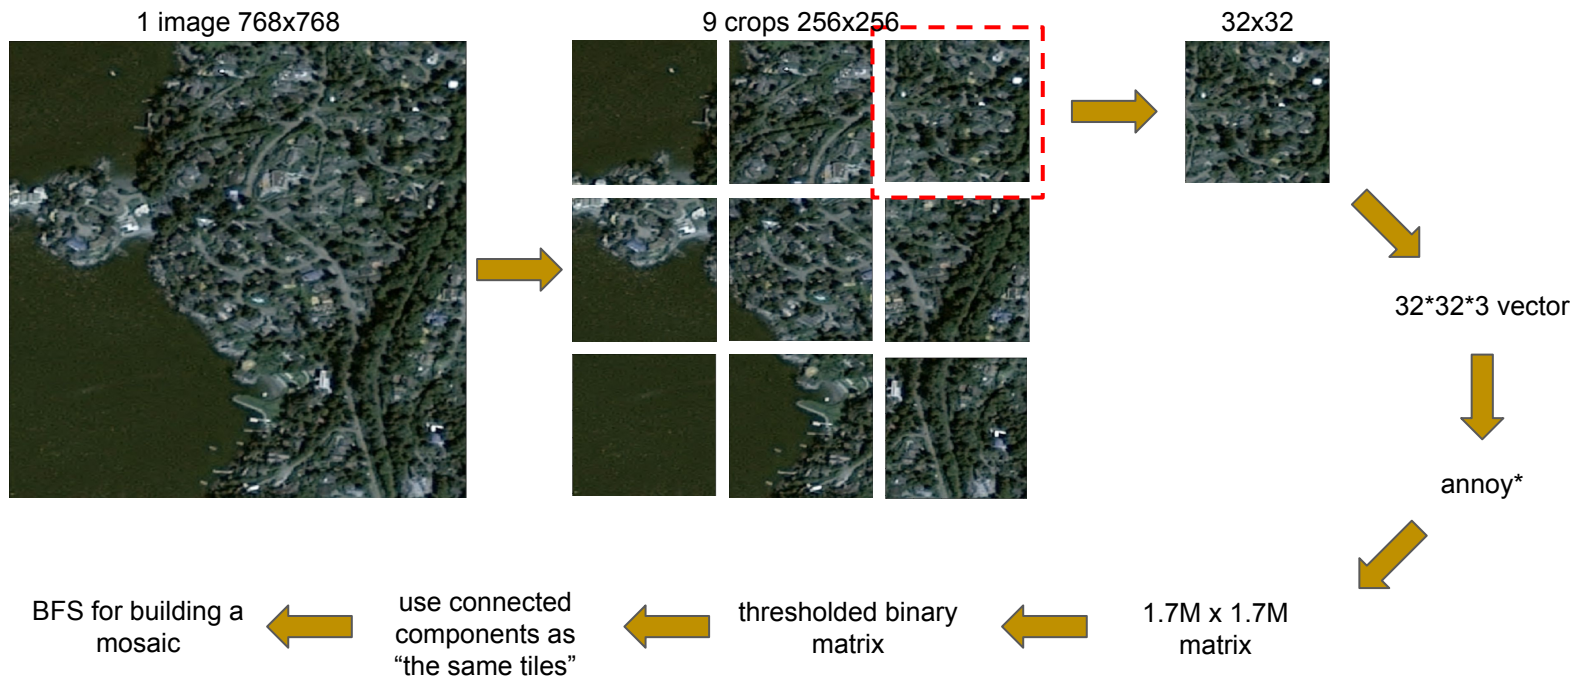 1 image 768x768
9 crops 256x256
32x32
32*32*3 vector
annoy*
1.7M x 1.7M
matrix
thresholded binary
matrix
use connected
components as
“the same tiles”
BFS for building a
mosaic